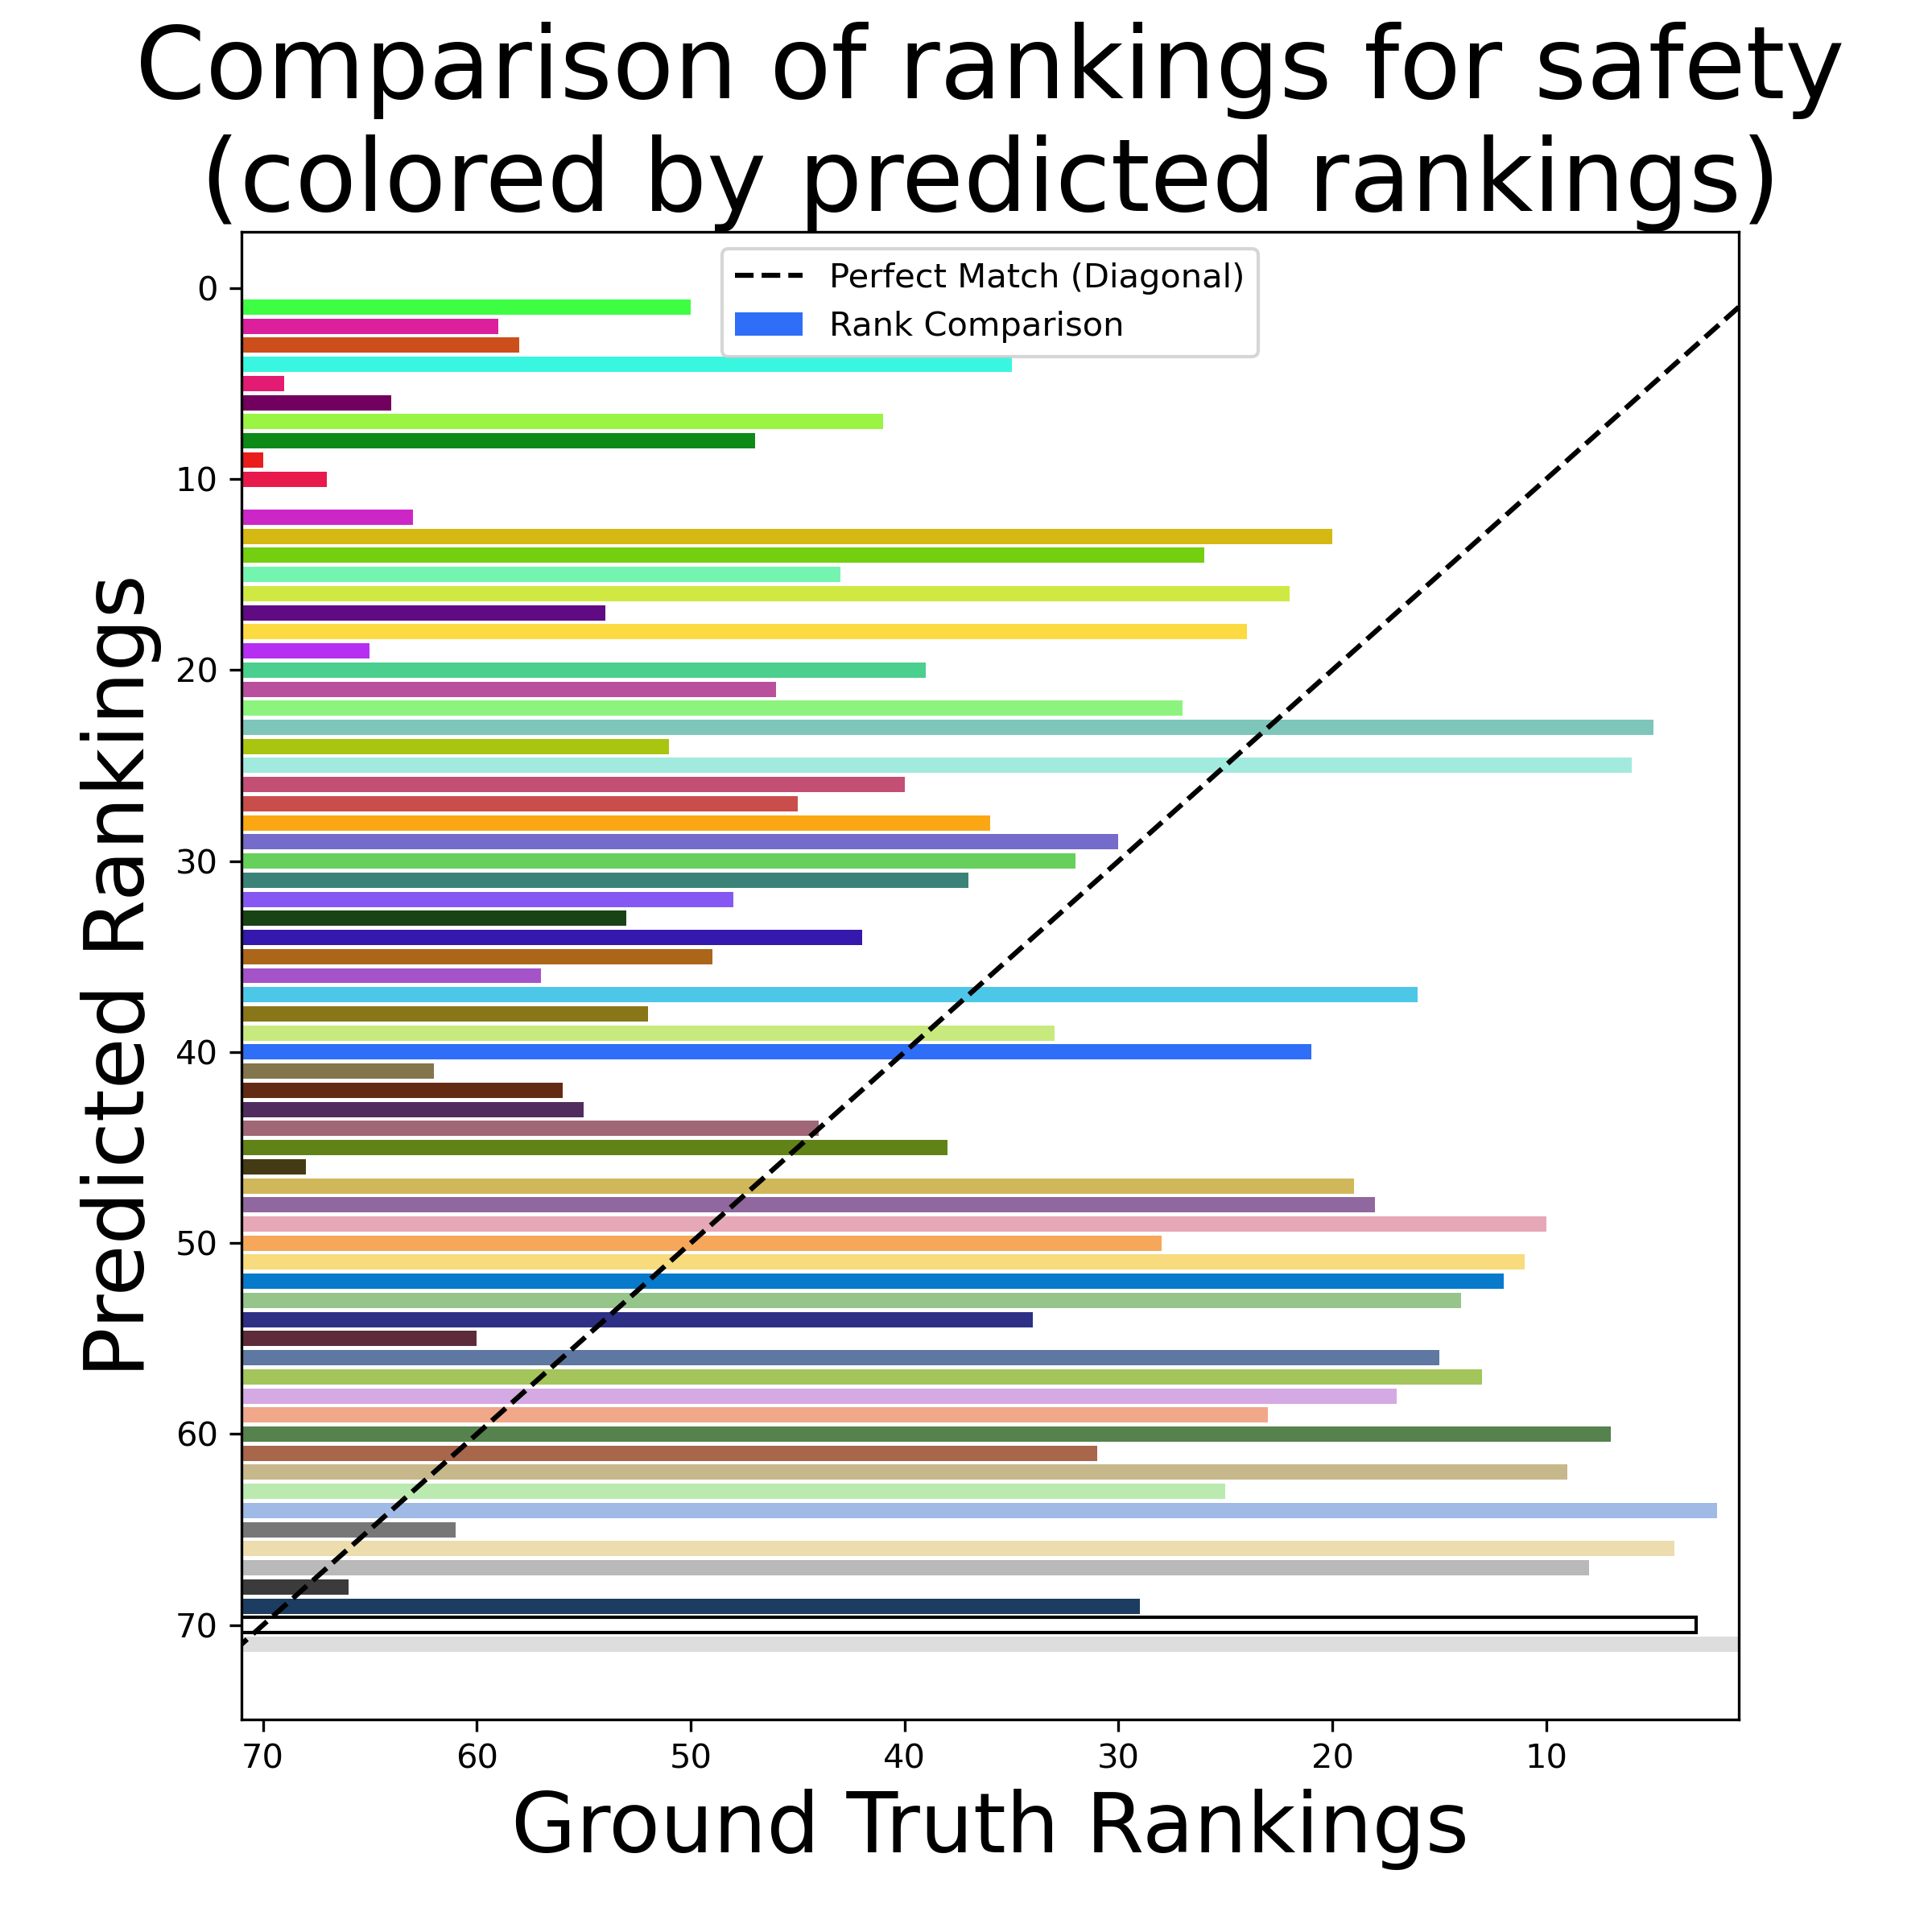 Comparison of rankings for safety
(colored by predicted rankings)
Perfect Match (Diagonal)
Rank Comparison
Predicted Rankings
0
10
20
30
40
50
60
70
70
60
50
40
30
20
10
Ground Truth Rankings